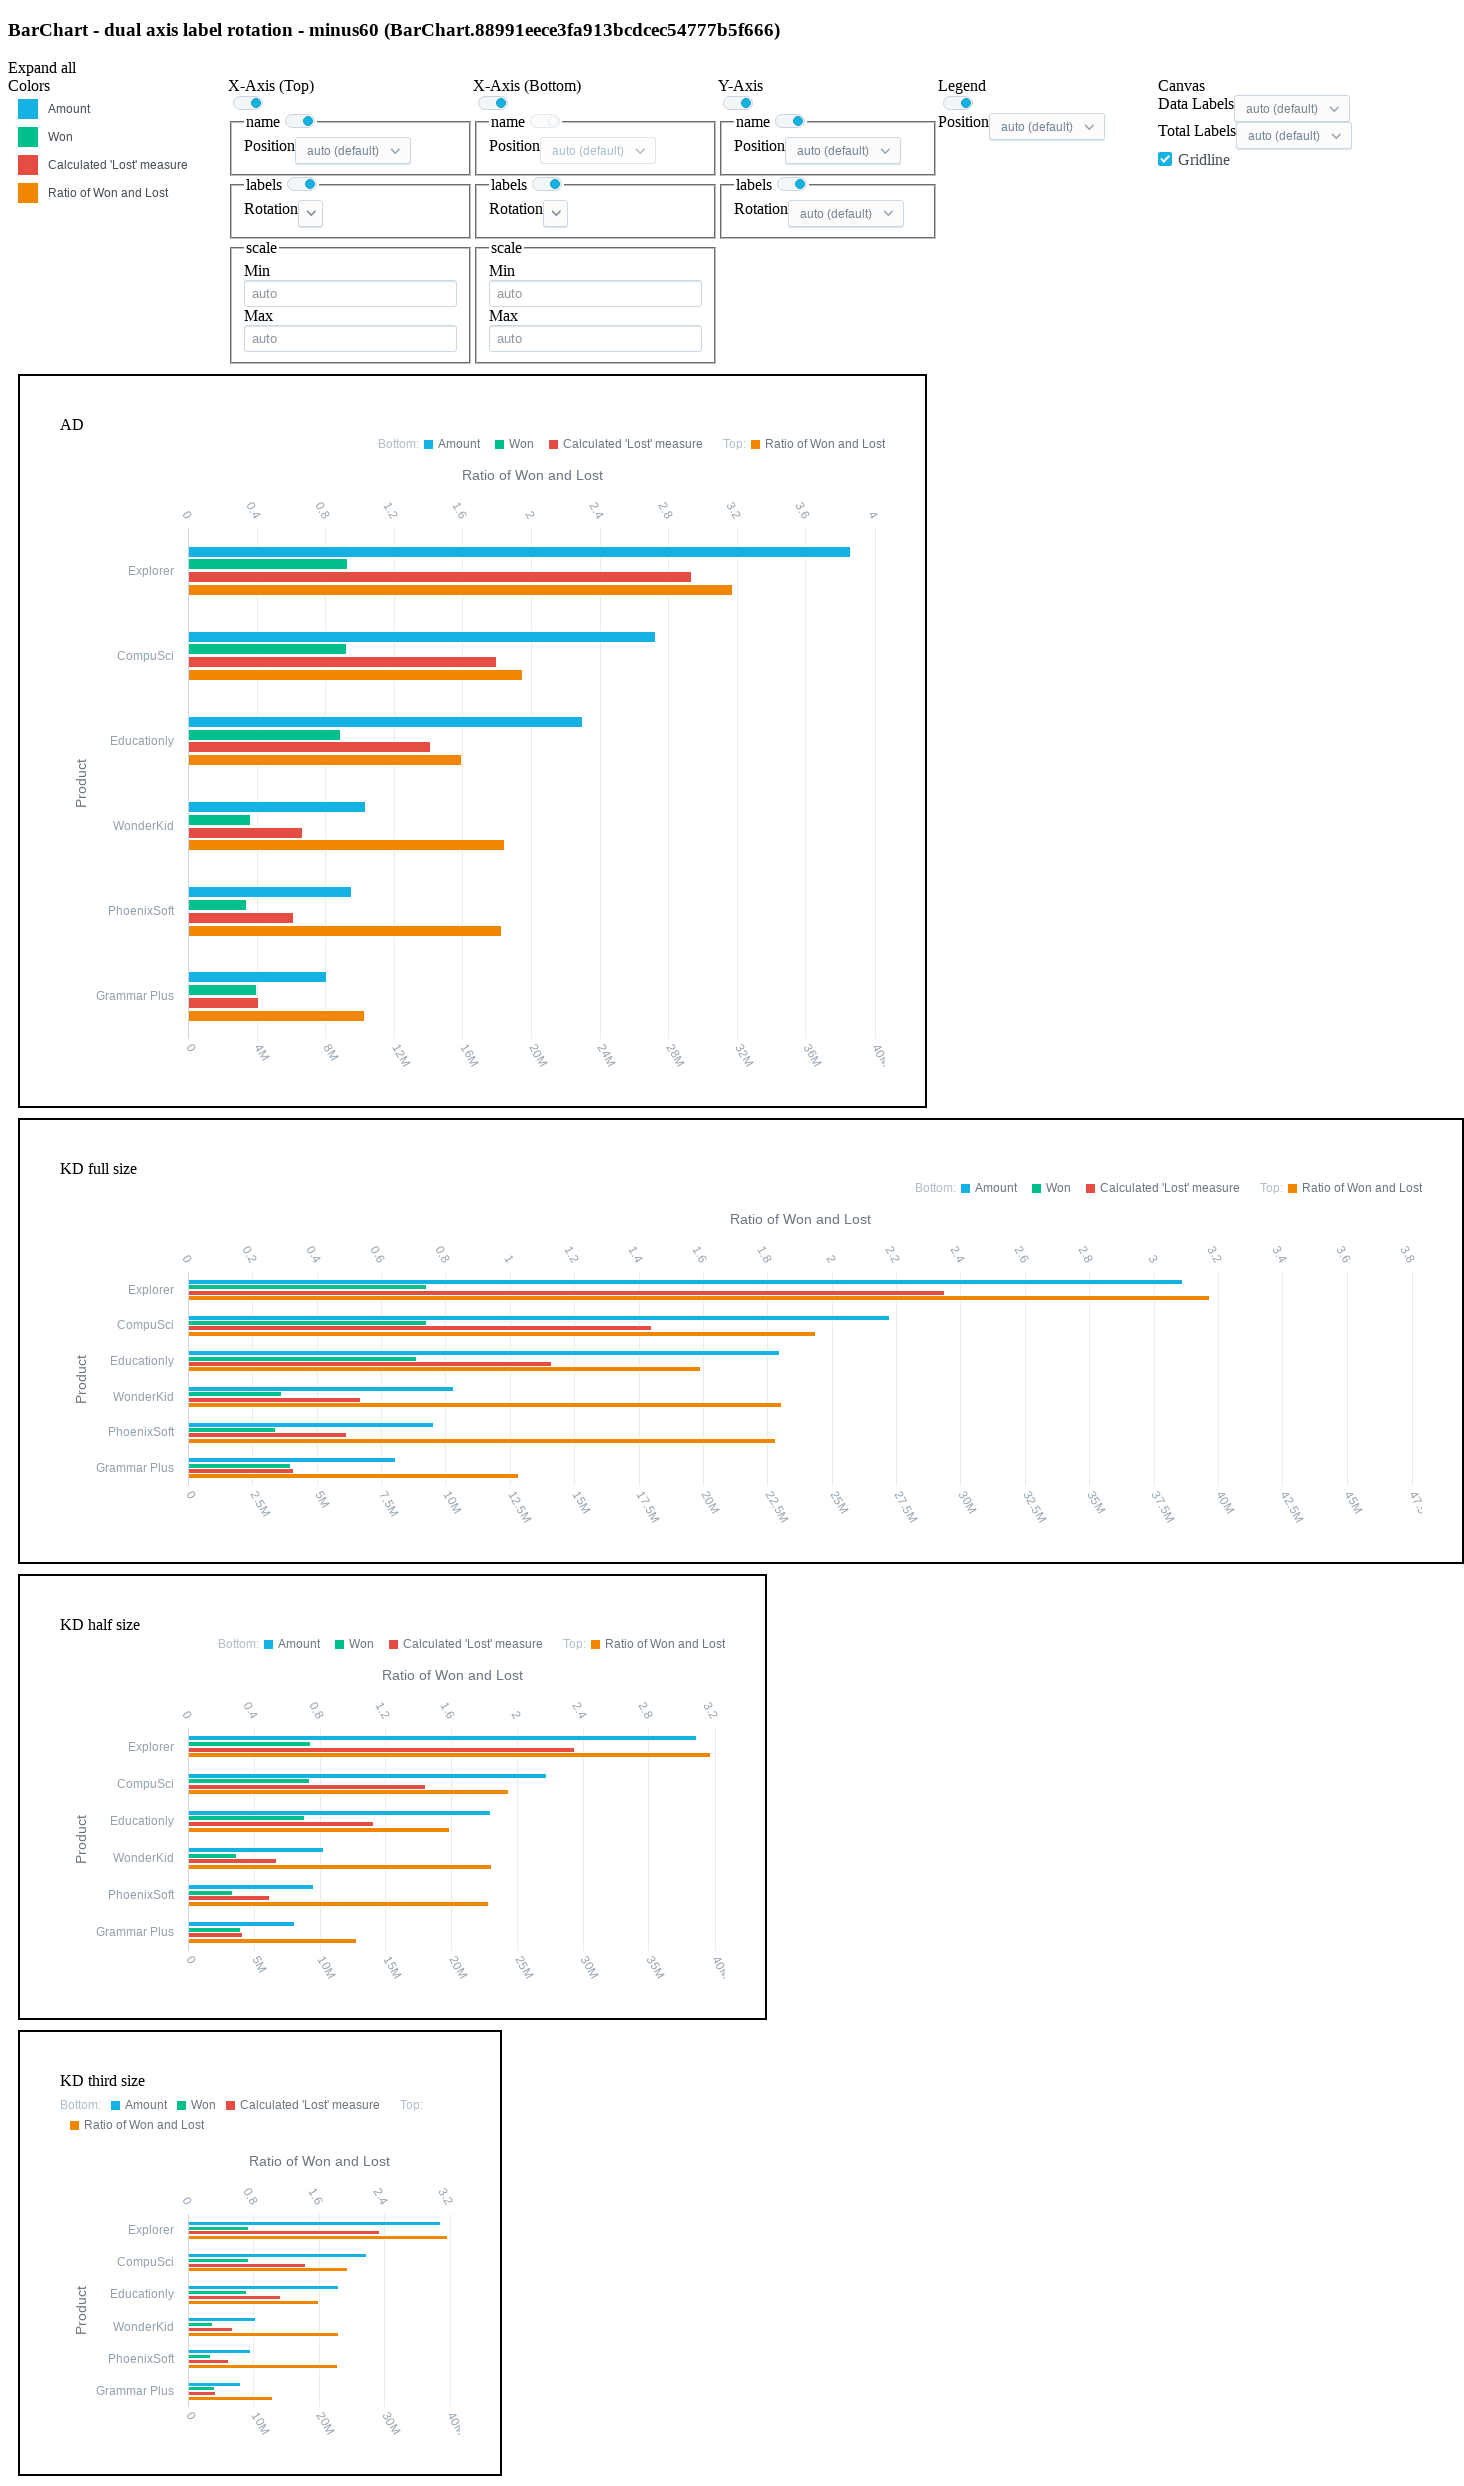 BarChart - dual axis label rotation - minus60 (BarChart.88991eece3fa913bcdcec54777b5f666)
Expand all
Colors
Amount
Won
Calculated 'Lost' measure
Ratio of Won and Lost
X-Axis (Top)
name
Position auto (default)
labels
Rotation
scale
Min
auto
Max
auto
X-Axis (Bottom)
name
Position auto (default)
labels
Rotation
scale
Min
auto
Max
auto
Y-Axis
name
Position auto (default)
labels
Rotation auto (default)
Legend
Position auto (default)
Canvas
Data Labels auto (default)
Total Labels auto (default)
Gridline
AD
Bottom: Amount Won Calculated 'Lost' measure Top: Ratio of Won and Lost
Ratio of Won and Lost
0 0.4 0.8 1.2 1.6 2 2.4 2.8 3.2 3.6 4
Product
Explorer
CompuSci
Educationly
WonderKid
PhoenixSoft
Grammar Plus
0 4M 8M 12M 16M 20M 24M 28M 32M 36M 40M
KD full size
Bottom: Amount Won Calculated 'Lost' measure Top: Ratio of Won and Lost
Ratio of Won and Lost
0 0.2 0.4 0.6 0.8 1 1.2 1.4 1.6 1.8 2 2.2 2.4 2.6 2.8 3 3.2 3.4 3.6 3.8
Product
Explorer
CompuSci
Educationly
WonderKid
PhoenixSoft
Grammar Plus
0 2.5M 5M 7.5M 10M 12.5M 15M 17.5M 20M 22.5M 25M 27.5M 30M 32.5M 35M 37.5M 40M 42.5M 45M
KD half size
Bottom: Amount Won Calculated 'Lost' measure Top: Ratio of Won and Lost
Ratio of Won and Lost
0 0.4 0.8 1.2 1.6 2 2.4 2.8 3.2
Product
Explorer
CompuSci
Educationly
WonderKid
PhoenixSoft
Grammar Plus
0 5M 10M 15M 20M 25M 30M 35M 40M
KD third size
Bottom: Amount Won Calculated 'Lost' measure Top:
Ratio of Won and Lost
Ratio of Won and Lost
0 0.8 1.6 2.4 3.2
Product
Explorer
CompuSci
Educationly
WonderKid
PhoenixSoft
Grammar Plus
0 10M 20M 30M 40M